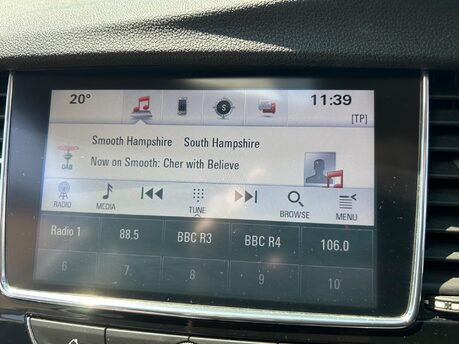 20° 11:39
[TP]
Smooth Hampshire South Hampshire
DAB Now on Smooth: Cher with Believe
RADIO MEDIA TUNE BROWSE MENU
Radio 1 88.5 BBC R3 BBC R4 106.0
6 7 8 9 10